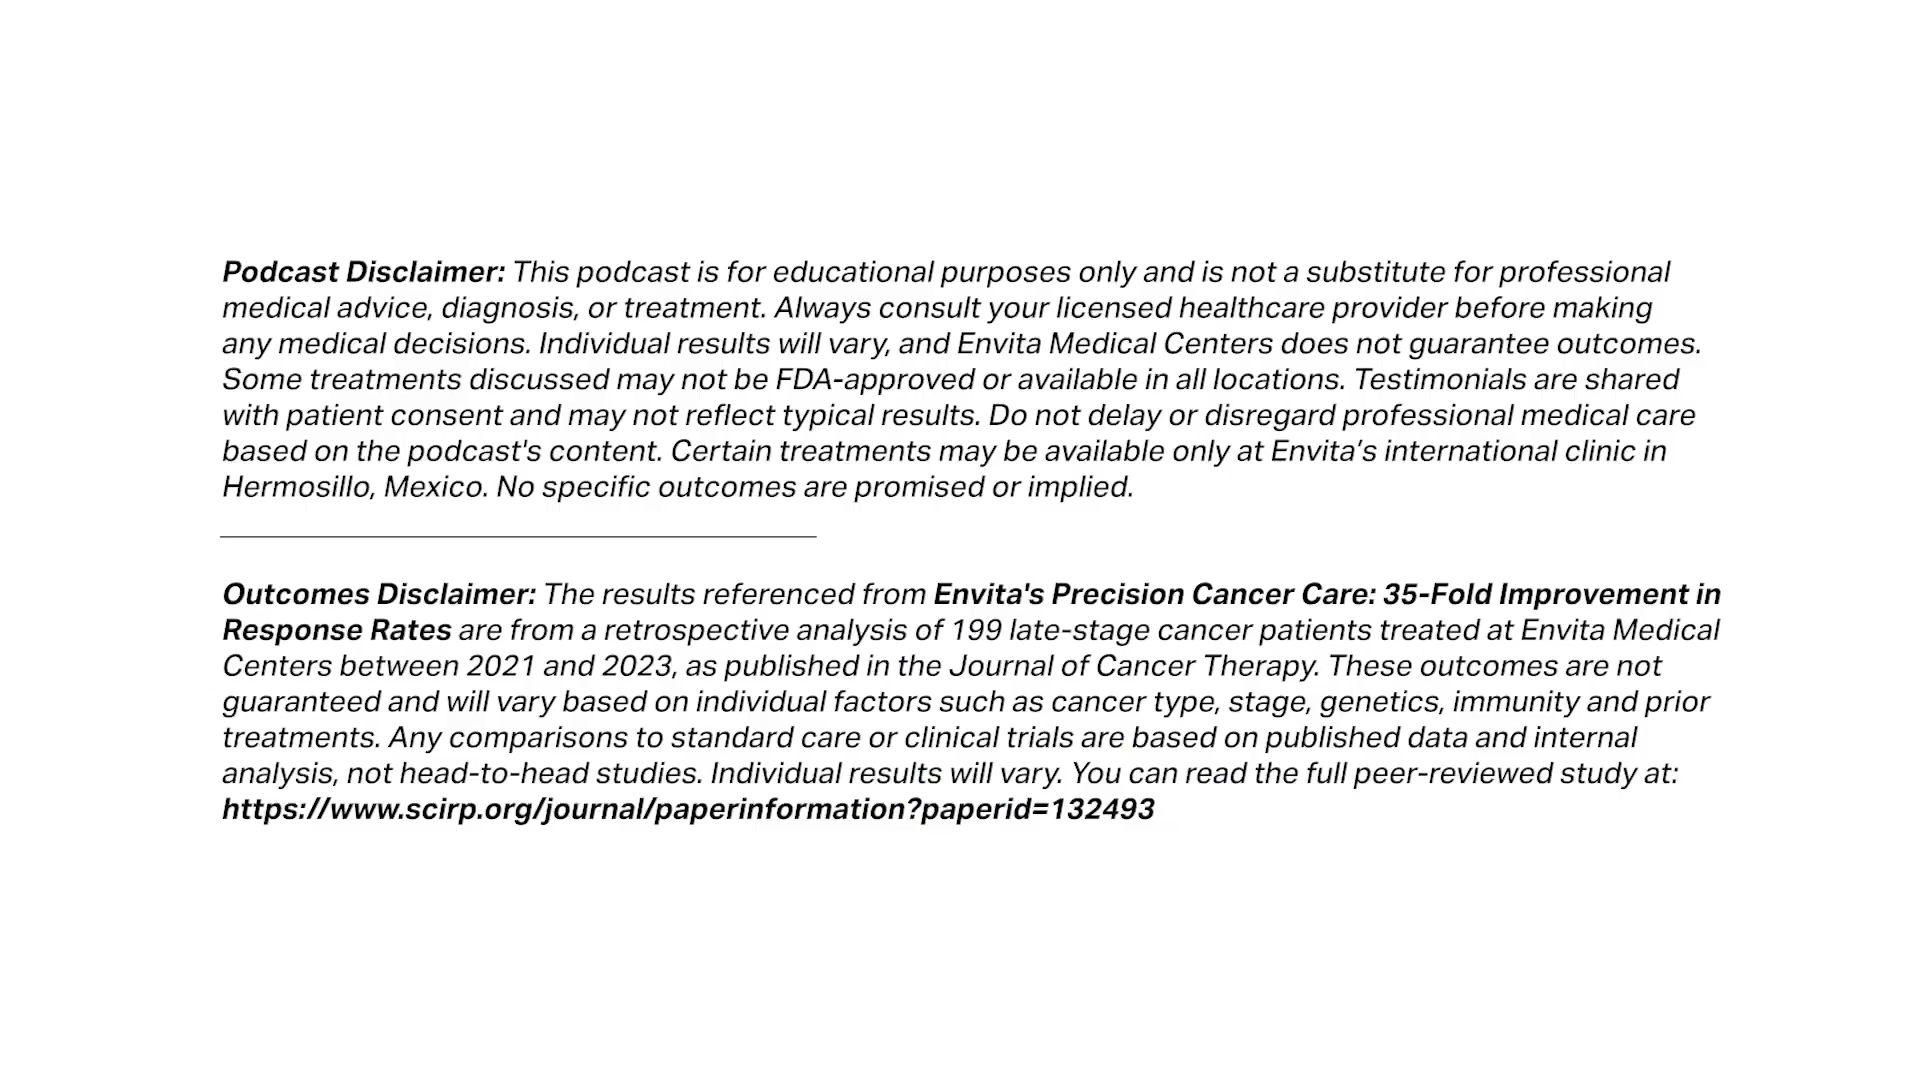 Podcast Disclaimer: This podcast is for educational purposes only and is not a substitute for professional
medical advice, diagnosis, or treatment. Always consult your licensed healthcare provider before making
any medical decisions. Individual results will vary, and Envita Medical Centers does not guarantee outcomes.
Some treatments discussed may not be FDA-approved or available in all locations. Testimonials are shared
with patient consent and may not reflect typical results. Do not delay or disregard professional medical care
based on the podcast's content. Certain treatments may be available only at Envita’s international clinic in
Hermosillo, Mexico. No specific outcomes are promised or implied.
Outcomes Disclaimer: The results referenced from Envita's Precision Cancer Care: 35-Fold Improvement in
Response Rates are from a retrospective analysis of 199 late-stage cancer patients treated at Envita Medical
Centers between 2021 and 2023, as published in the Journal of Cancer Therapy. These outcomes are not
guaranteed and will vary based on individual factors such as cancer type, stage, genetics, immunity and prior
treatments. Any comparisons to standard care or clinical trials are based on published data and internal
analysis, not head-to-head studies. Individual results will vary. You can read the full peer-reviewed study at:
https://www.scirp.org/journal/paperinformation?paperid=132493